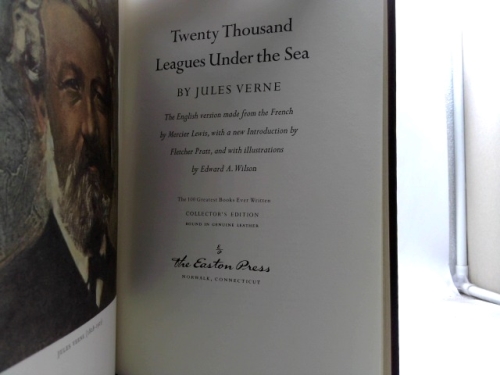 Twenty Thousand
Leagues Under the Sea
BY JULES VERNE
The English version made from the French
by Mercier Lewis, with a new Introduction by
Fletcher Pratt, and with illustrations
by Edward A. Wilson
The 100 Greatest Books Ever Written
COLLECTOR'S EDITION
BOUND IN GENUINE LEATHER
The Easton Press
NORWALK, CONNECTICUT
JULES VERNE